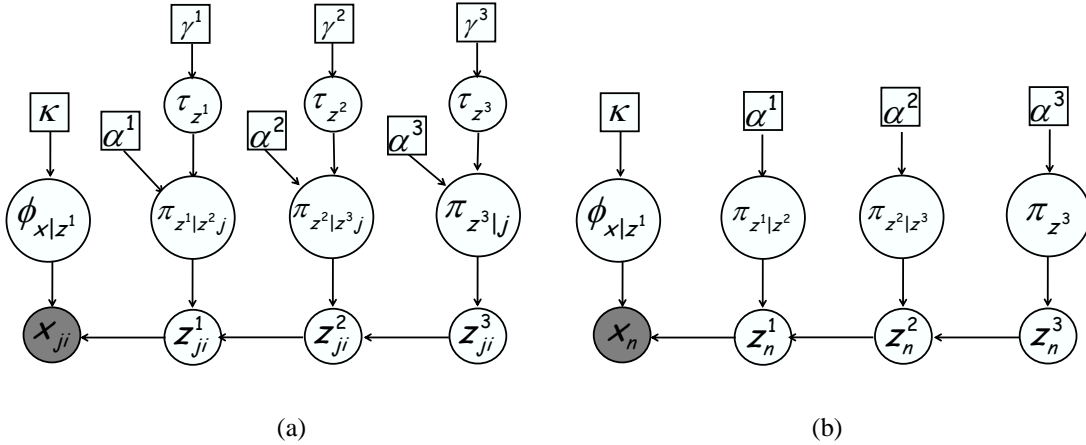 γ¹ γ² γ³
τ_{z¹} τ_{z²} τ_{z³}
κ α¹ α² α³ κ α¹ α² α³
ϕ_{x|z¹} π_{z¹|z²j} π_{z²|z³j} π_{z³|j} ϕ_{x|z¹} π_{z¹|z²} π_{z²|z³} π_{z³}
x_{ji} z¹_{ji} z²_{ji} z³_{ji} x_n z¹_n z²_n z³_n
(a) (b)